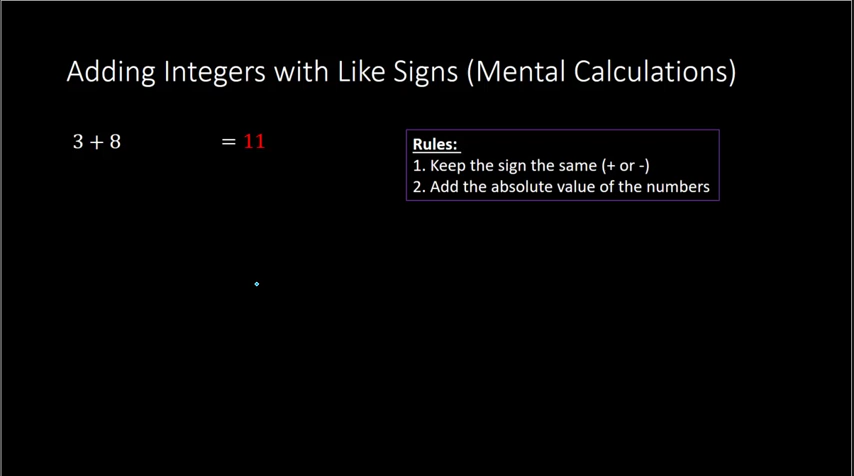 Adding Integers with Like Signs (Mental Calculations)
3 + 8 = 11
Rules:
1. Keep the sign the same (+ or -)
2. Add the absolute value of the numbers